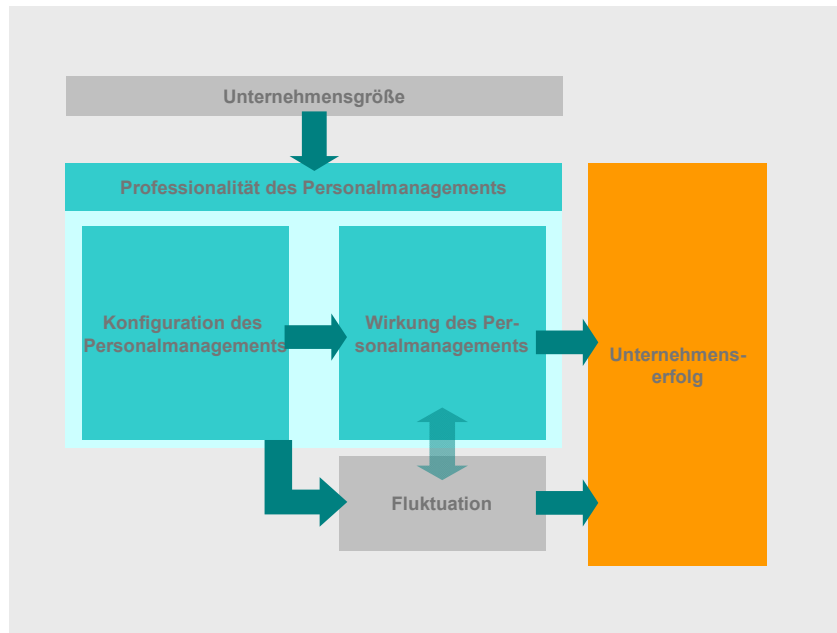 Unternehmensgröße
Professionalität des Personalmanagements
Konfiguration des
Personalmanagements
Wirkung des Per-
sonalmanagements
Unternehmens-
erfolg
Fluktuation